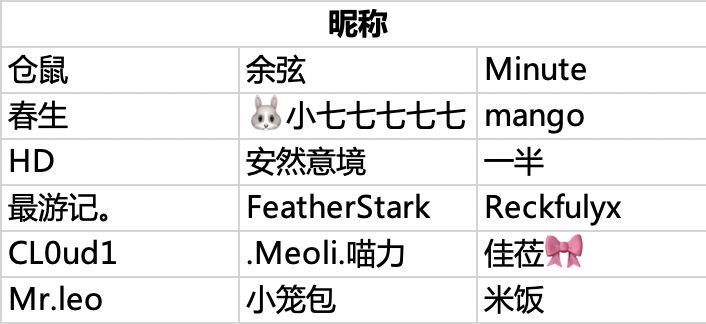 昵称
仓鼠 余弦 Minute
春生 🐰小七七七七七 mango
HD 安然意境 一半
最游记。 FeatherStark Reckfulyx
CL0ud1 .Meoli.喵力 佳莅🎀
Mr.leo 小笼包 米饭